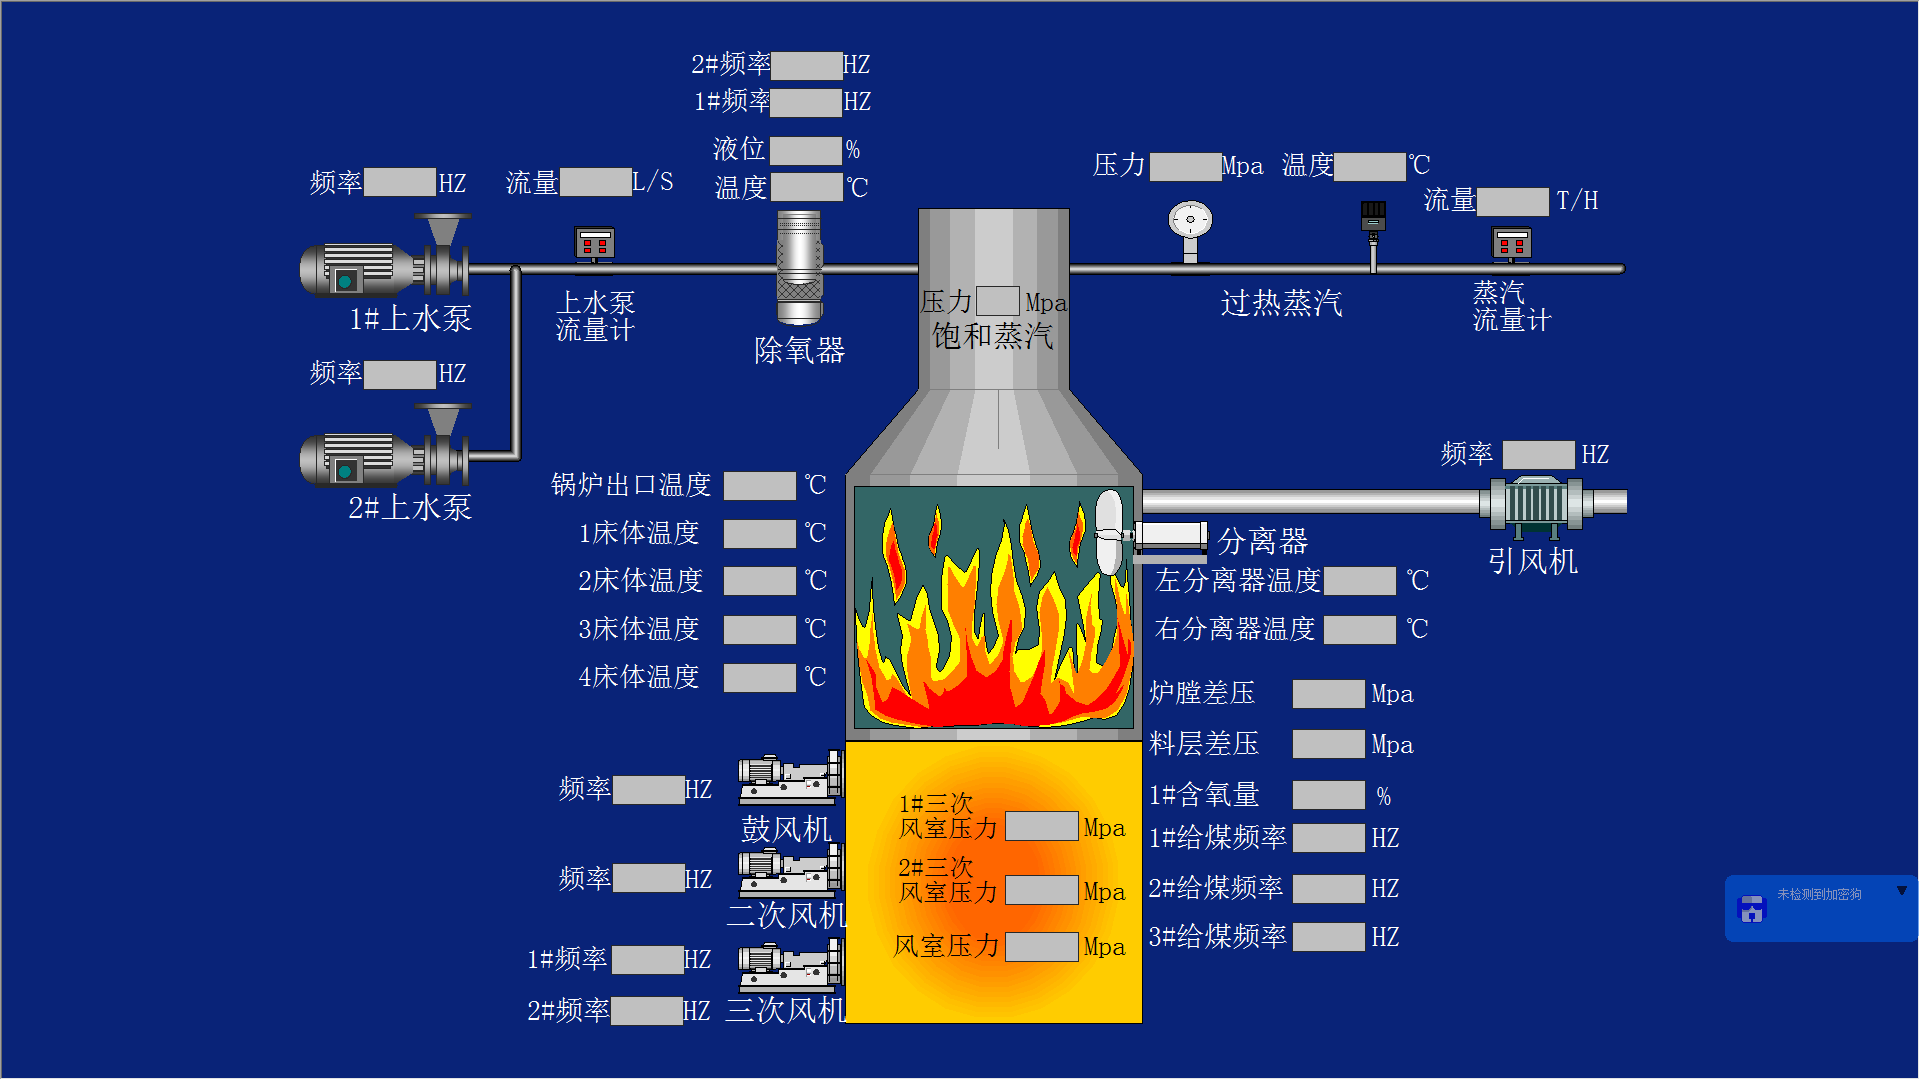 2#频率 HZ
1#频率 HZ
液位 %
温度 ℃
频率 HZ
流量 L/S
压力 Mpa
温度 ℃
流量 T/H
1#上水泵
上水泵
流量计
除氧器
压力 Mpa
饱和蒸汽
过热蒸汽
蒸汽
流量计
频率 HZ
2#上水泵
频率 HZ
引风机
锅炉出口温度 ℃
1床体温度 ℃
2床体温度 ℃
3床体温度 ℃
4床体温度 ℃
分离器
左分离器温度 ℃
右分离器温度 ℃
炉膛差压 Mpa
料层差压 Mpa
1#含氧量 %
1#给煤频率 HZ
2#给煤频率 HZ
3#给煤频率 HZ
频率 HZ
鼓风机
频率 HZ
二次风机
1#频率 HZ
2#频率 HZ
三次风机
1#三次
风室压力 Mpa
2#三次
风室压力 Mpa
风室压力 Mpa
未检测到加密狗